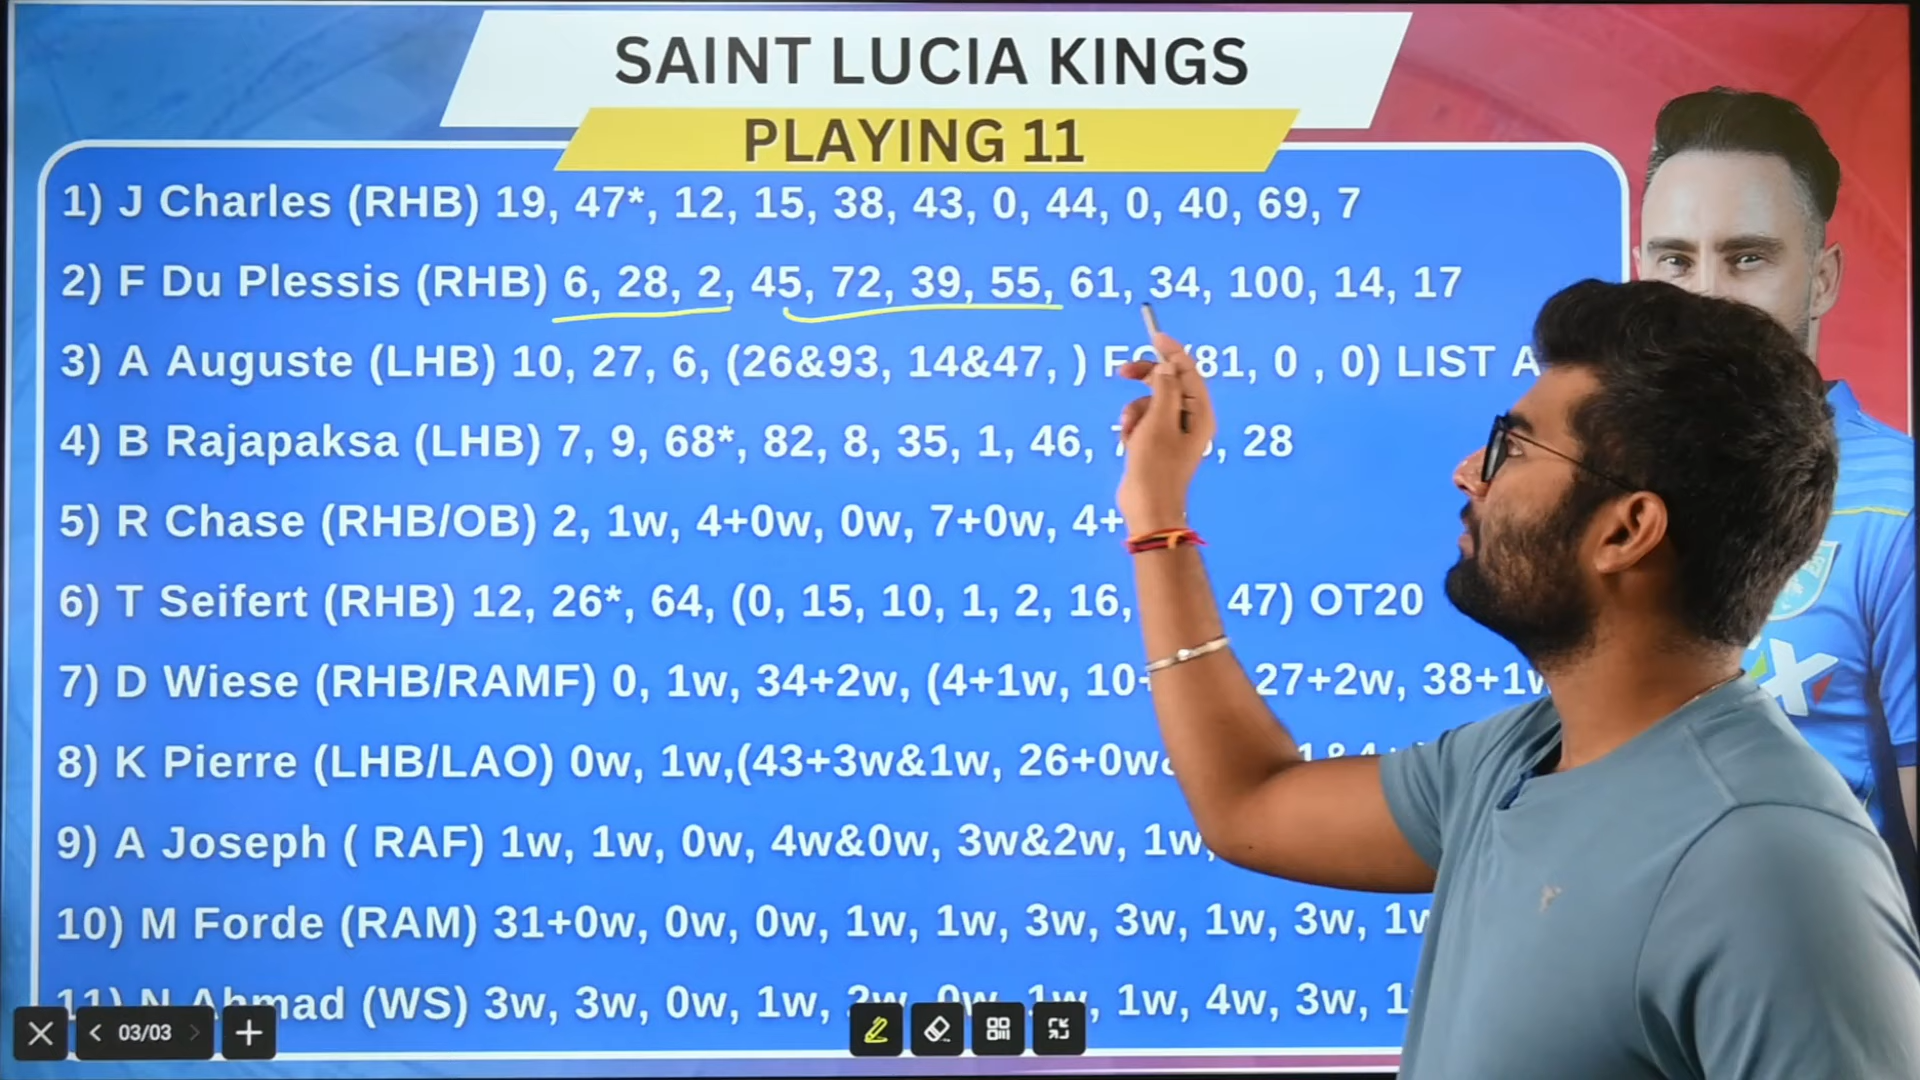 SAINT LUCIA KINGS
PLAYING 11
1) J Charles (RHB) 19, 47*, 12, 15, 38, 43, 0, 44, 0, 40, 69, 7
2) F Du Plessis (RHB) 6, 28, 2, 45, 72, 39, 55, 61, 34, 100, 14, 17
3) A Auguste (LHB) 10, 27, 6, (26&93, 14&47, ) (81, 0 , 0) LIST A
4) B Rajapaksa (LHB) 7, 9, 68*, 82, 8, 35, 1, 46, 28
5) R Chase (RHB/OB) 2, 1w, 4+0w, 0w, 7+0w, 4+
6) T Seifert (RHB) 12, 26*, 64, (0, 15, 10, 1, 2, 16, 47) OT20
7) D Wiese (RHB/RAMF) 0, 1w, 34+2w, (4+1w, 27+2w, 38+1w
8) K Pierre (LHB/LAO) 0w, 1w,(43+3w&1w, 26+0w
9) A Joseph ( RAF) 1w, 1w, 0w, 4w&0w, 3w&2w, 1w,
10) M Forde (RAM) 31+0w, 0w, 0w, 1w, 1w, 3w, 3w, 1w, 3w, 1w
11) N Ahmad (WS) 3w, 3w, 0w, 1w, 2w, 0w, 1w, 1w, 4w, 3w,
03/03